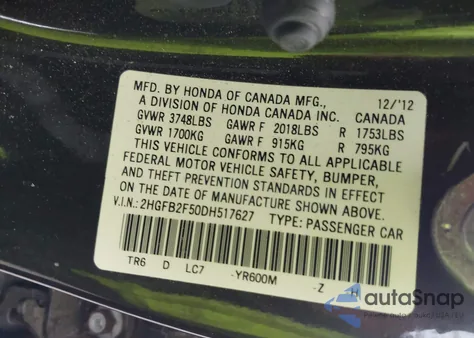 MFD. BY HONDA OF CANADA MFG., 12/'12
A DIVISION OF HONDA CANADA INC. CANADA
GVWR 3748LBS GAWR F 2018LBS R 1753LBS
GVWR 1700KG GAWR F 915KG R 795KG
THIS VEHICLE CONFORMS TO ALL APPLICABLE
FEDERAL MOTOR VEHICLE SAFETY, BUMPER,
AND THEFT PREVENTION STANDARDS IN EFFECT
ON THE DATE OF MANUFACTURE SHOWN ABOVE.
V.I.N.: 2HGFB2F50DH517627 TYPE: PASSENGER CAR
TR6 D LC7 -YR600M -Z H
autoSnap